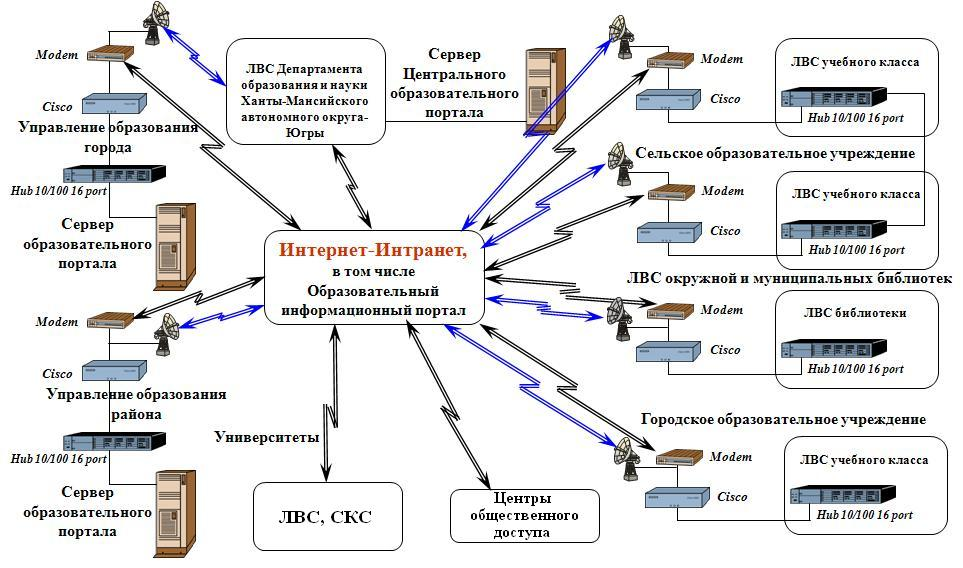 Modem
Cisco
Управление образования
города
Hub 10/100 16 port
Сервер
образовательного
портала
ЛВС Департамента
образования и науки
Ханты-Мансийского
автономного округа-
Югры
Сервер
Центрального
образовательного
портала
Modem
Cisco
ЛВС учебного класса
Hub 10/100 16 port
Сельское образовательное учреждение
Modem
Cisco
ЛВС учебного класса
Hub 10/100 16 port
Интернет-Интранет,
в том числе
Образовательный
информационный портал
ЛВС окружной и муниципальных библиотек
Modem
Cisco
ЛВС библиотеки
Hub 10/100 16 port
Modem
Cisco
Управление образования
района
Hub 10/100 16 port
Сервер
образовательного
портала
Университеты
ЛВС, СКС
Центры
общественного
доступа
Городское образовательное учреждение
Modem
Cisco
ЛВС учебного класса
Hub 10/100 16 port